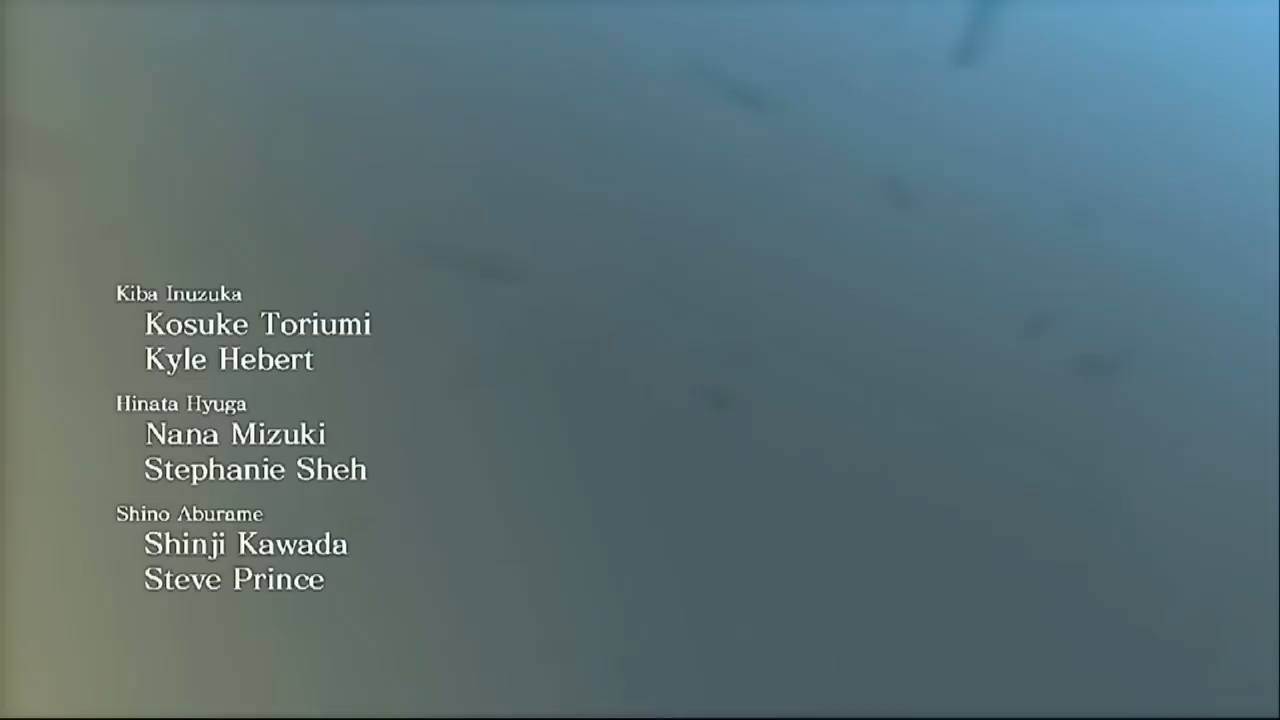 Kiba Inuzuka
Kosuke Toriumi
Kyle Hebert
Hinata Hyuga
Nana Mizuki
Stephanie Sheh
Shino Aburame
Shinji Kawada
Steve Prince